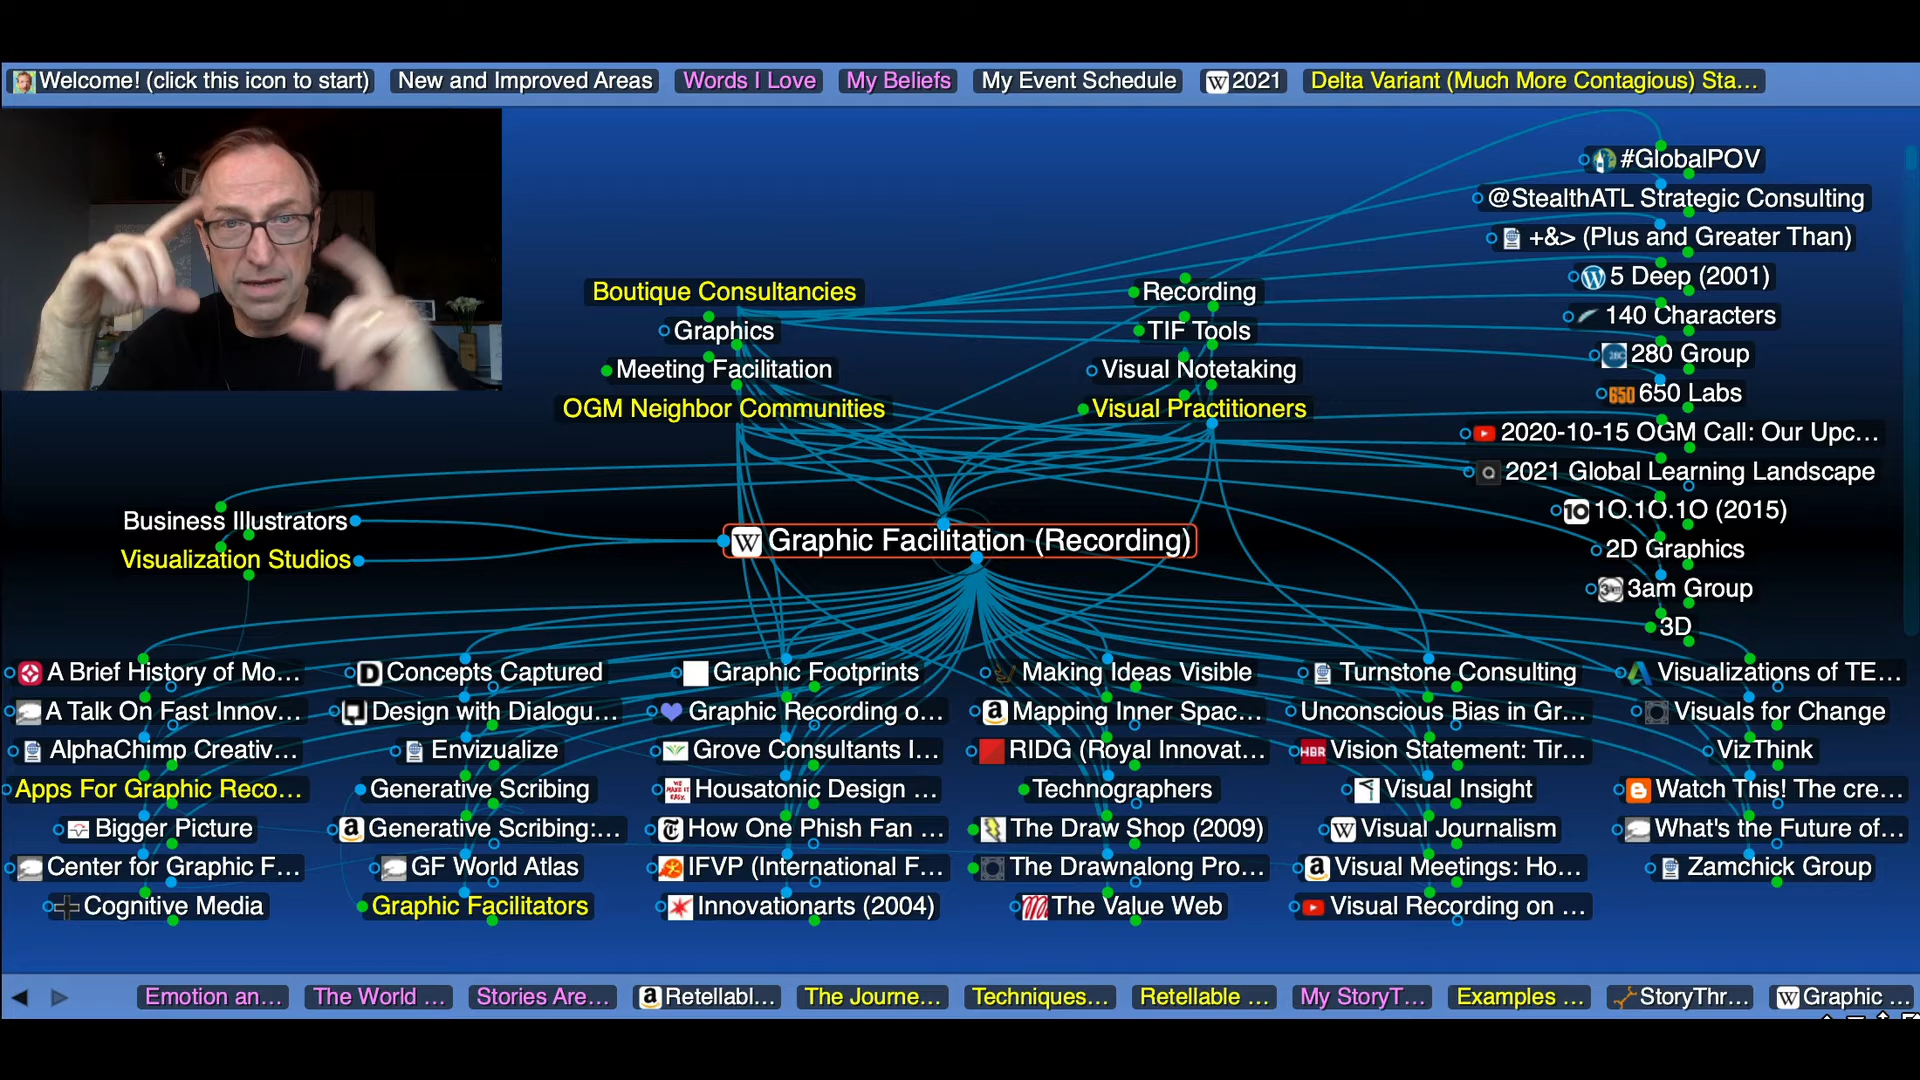 Welcome! (click this icon to start) New and Improved Areas Words I Love My Beliefs My Event Schedule W 2021 Delta Variant (Much More Contagious) Sta...
#GlobalPOV
@StealthATL Strategic Consulting
+&> (Plus and Greater Than)
5 Deep (2001)
140 Characters
280 Group
650 650 Labs
2020-10-15 OGM Call: Our Upc...
2021 Global Learning Landscape
1O.1O.1O (2015)
2D Graphics
3am Group
3D
Boutique Consultancies
Graphics
Meeting Facilitation
OGM Neighbor Communities
Recording
TIF Tools
Visual Notetaking
Visual Practitioners
Business Illustrators
Visualization Studios
W Graphic Facilitation (Recording)
A Brief History of Mo...
A Talk On Fast Innov...
AlphaChimp Creativ...
Apps For Graphic Reco...
Bigger Picture
Center for Graphic F...
Cognitive Media
Concepts Captured
Design with Dialogu...
Envizualize
Generative Scribing
Generative Scribing:...
GF World Atlas
Graphic Facilitators
Graphic Footprints
Graphic Recording o...
Grove Consultants I...
Housatonic Design ...
How One Phish Fan ...
IFVP (International F...
Innovationarts (2004)
Making Ideas Visible
Mapping Inner Spac...
RIDG (Royal Innovat...
Technographers
The Draw Shop (2009)
The Drawnalong Pro...
The Value Web
Turnstone Consulting
Unconscious Bias in Gr...
HBR Vision Statement: Tir...
Visual Insight
W Visual Journalism
Visual Meetings: Ho...
Visual Recording on ...
Visualizations of TE...
Visuals for Change
VizThink
Watch This! The cre...
What's the Future of...
Zamchick Group
Emotion an... The World ... Stories Are... Retellabl... The Journe... Techniques... Retellable ... My StoryT... Examples ... StoryThr... W Graphic ...